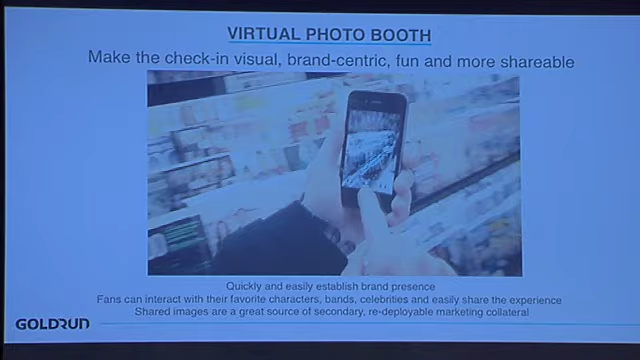 VIRTUAL PHOTO BOOTH
Make the check-in visual, brand-centric, fun and more shareable
Quickly and easily establish brand presence
Fans can interact with their favorite characters, bands, celebrities and easily share the experience
Shared images are a great source of secondary, re-deployable marketing collateral
GOLDRUN